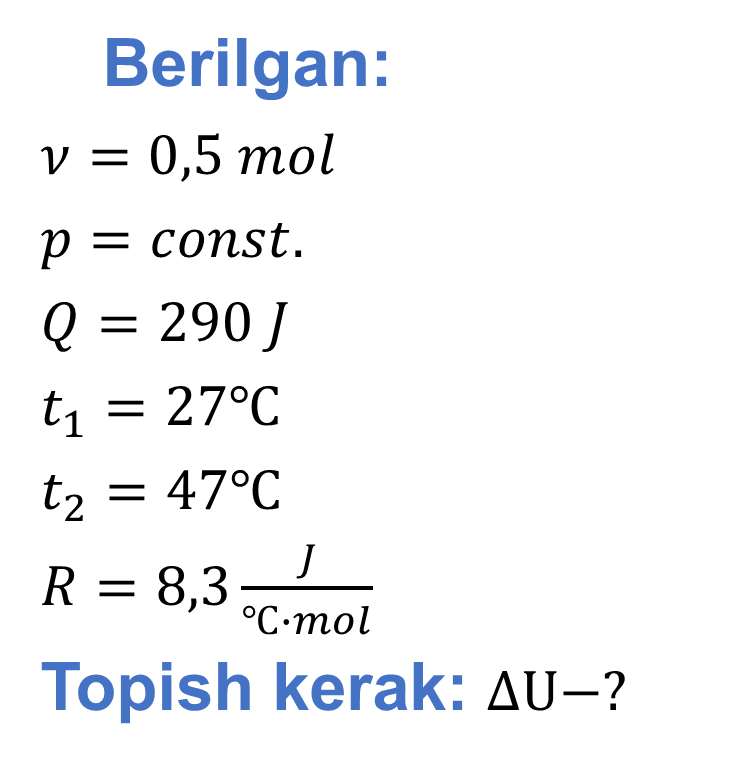 Berilgan:
ν = 0,5 mol
p = const.
Q = 290 J
t₁ = 27°C
t₂ = 47°C
R = 8,3 J/°C·mol
Topish kerak: ΔU−?